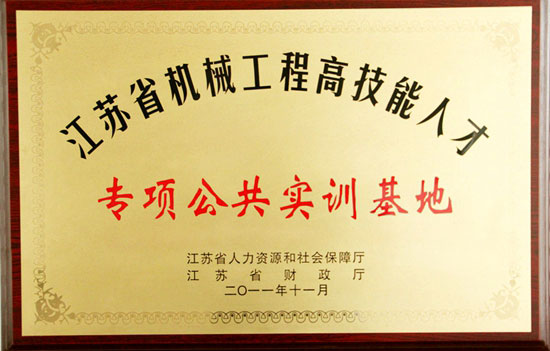 江苏省机械工程高技能人才
专项公共实训基地
江苏省人力资源和社会保障厅
江苏省财政厅
二〇一一年十一月